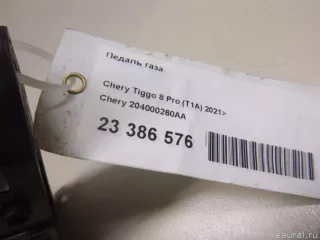 Педаль газа
Chery Tiggo 8 Pro (T1A) 2021>
Chery 204000260AA
23 386 576
eaural.ru